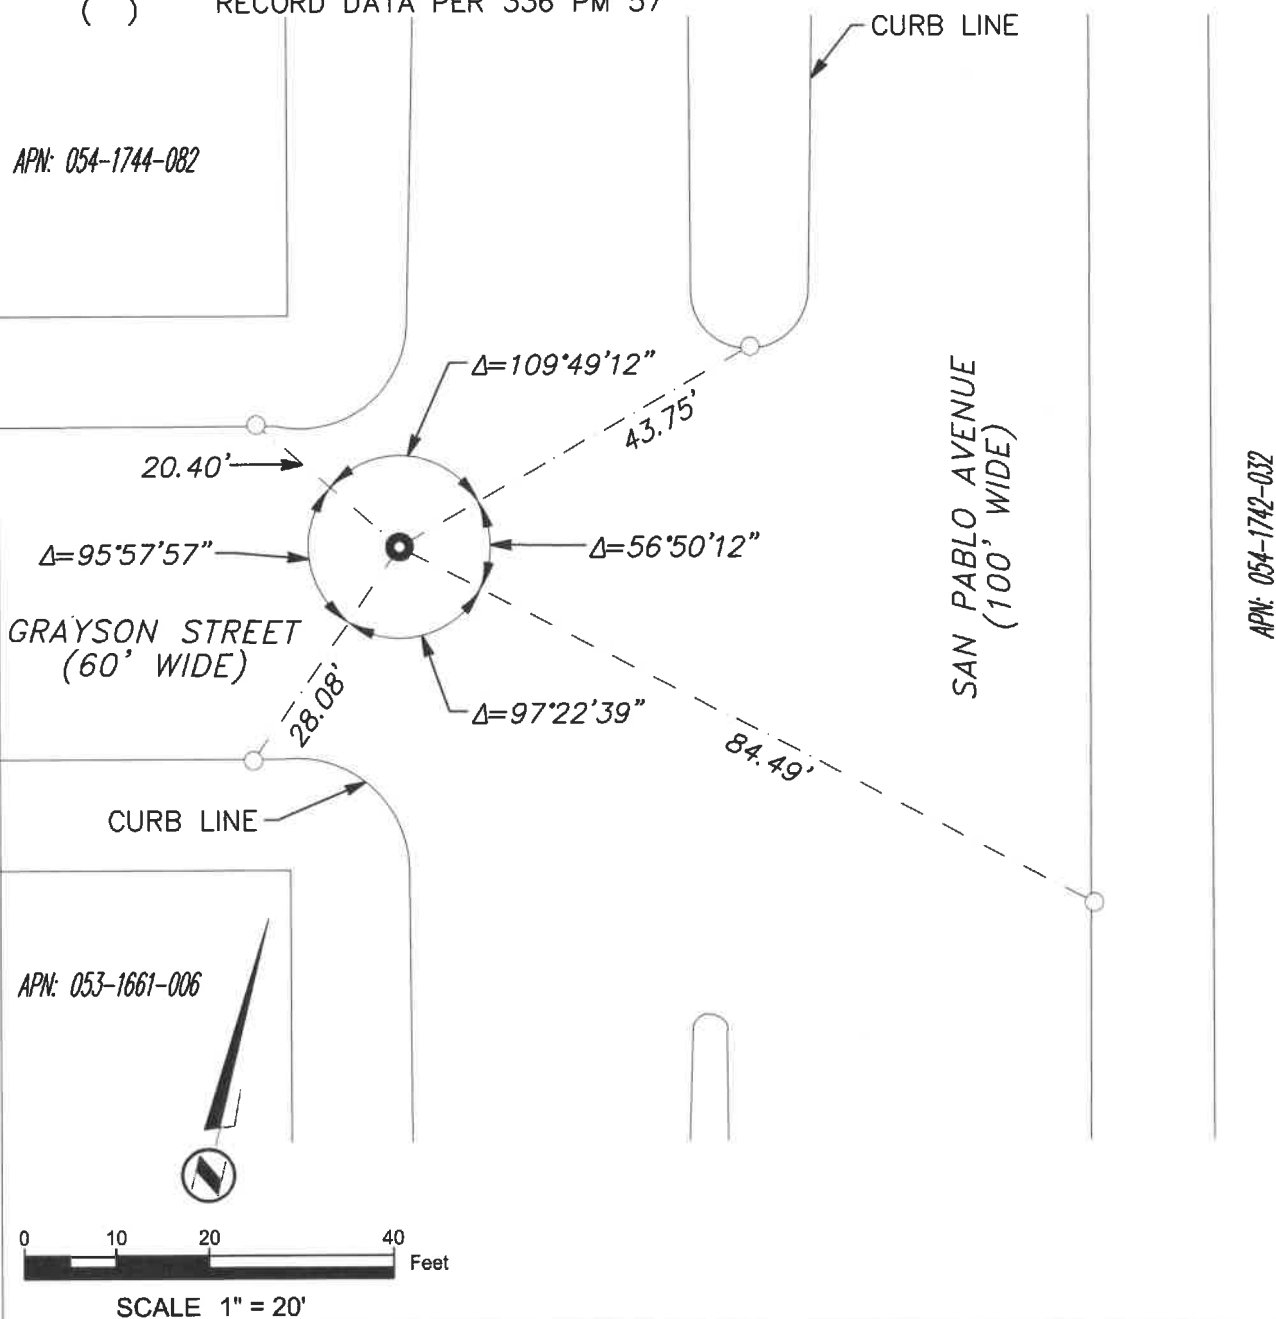 ( ) RECORD DATA PER 336 PM 57
CURB LINE
APN: 054-1744-082
Δ=109°49'12"
43.75'
20.40'
Δ=95°57'57"
Δ=56°50'12"
SAN PABLO AVENUE
(100' WIDE)
APN: 054-1742-032
GRAYSON STREET
(60' WIDE)
28.08'
Δ=97°22'39"
84.49'
CURB LINE
APN: 053-1661-006
N
0 10 20 40
Feet
SCALE 1" = 20'